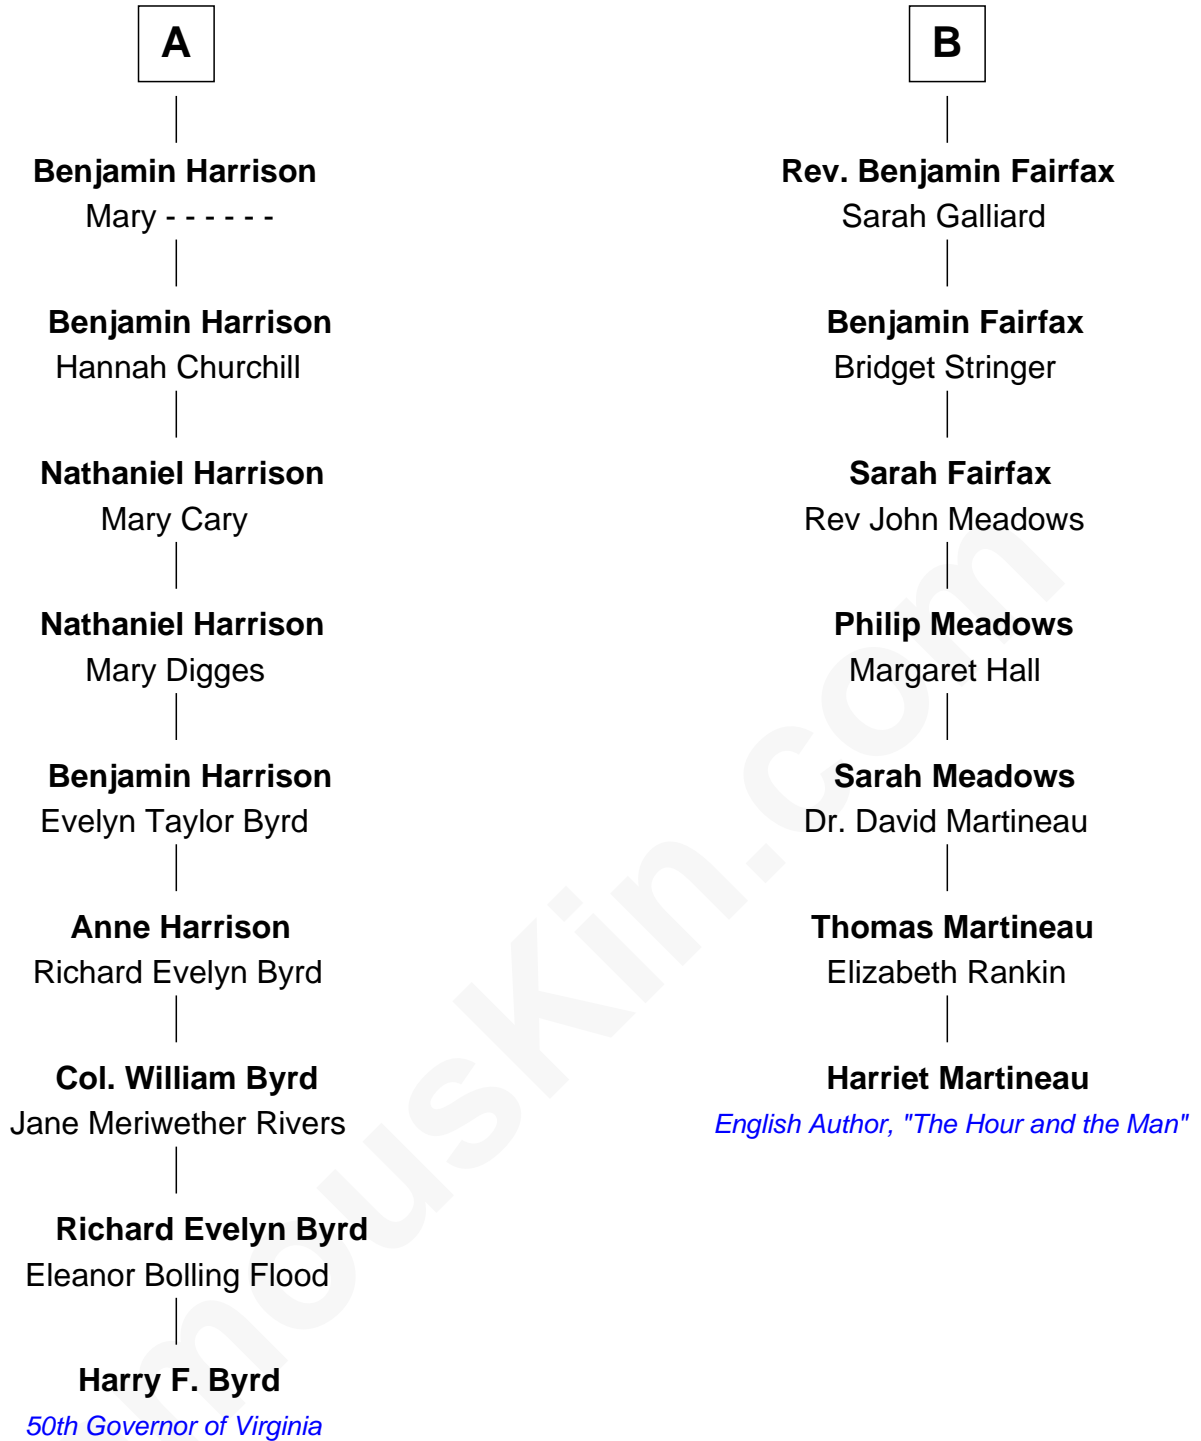 A
Benjamin Harrison
Mary - - - - - -
Benjamin Harrison
Hannah Churchill
Nathaniel Harrison
Mary Cary
Nathaniel Harrison
Mary Digges
Benjamin Harrison
Evelyn Taylor Byrd
Anne Harrison
Richard Evelyn Byrd
Col. William Byrd
Jane Meriwether Rivers
Richard Evelyn Byrd
Eleanor Bolling Flood
Harry F. Byrd
50th Governor of Virginia
B
Rev. Benjamin Fairfax
Sarah Galliard
Benjamin Fairfax
Bridget Stringer
Sarah Fairfax
Rev John Meadows
Philip Meadows
Margaret Hall
Sarah Meadows
Dr. David Martineau
Thomas Martineau
Elizabeth Rankin
Harriet Martineau
English Author, "The Hour and the Man"
mousKin.com